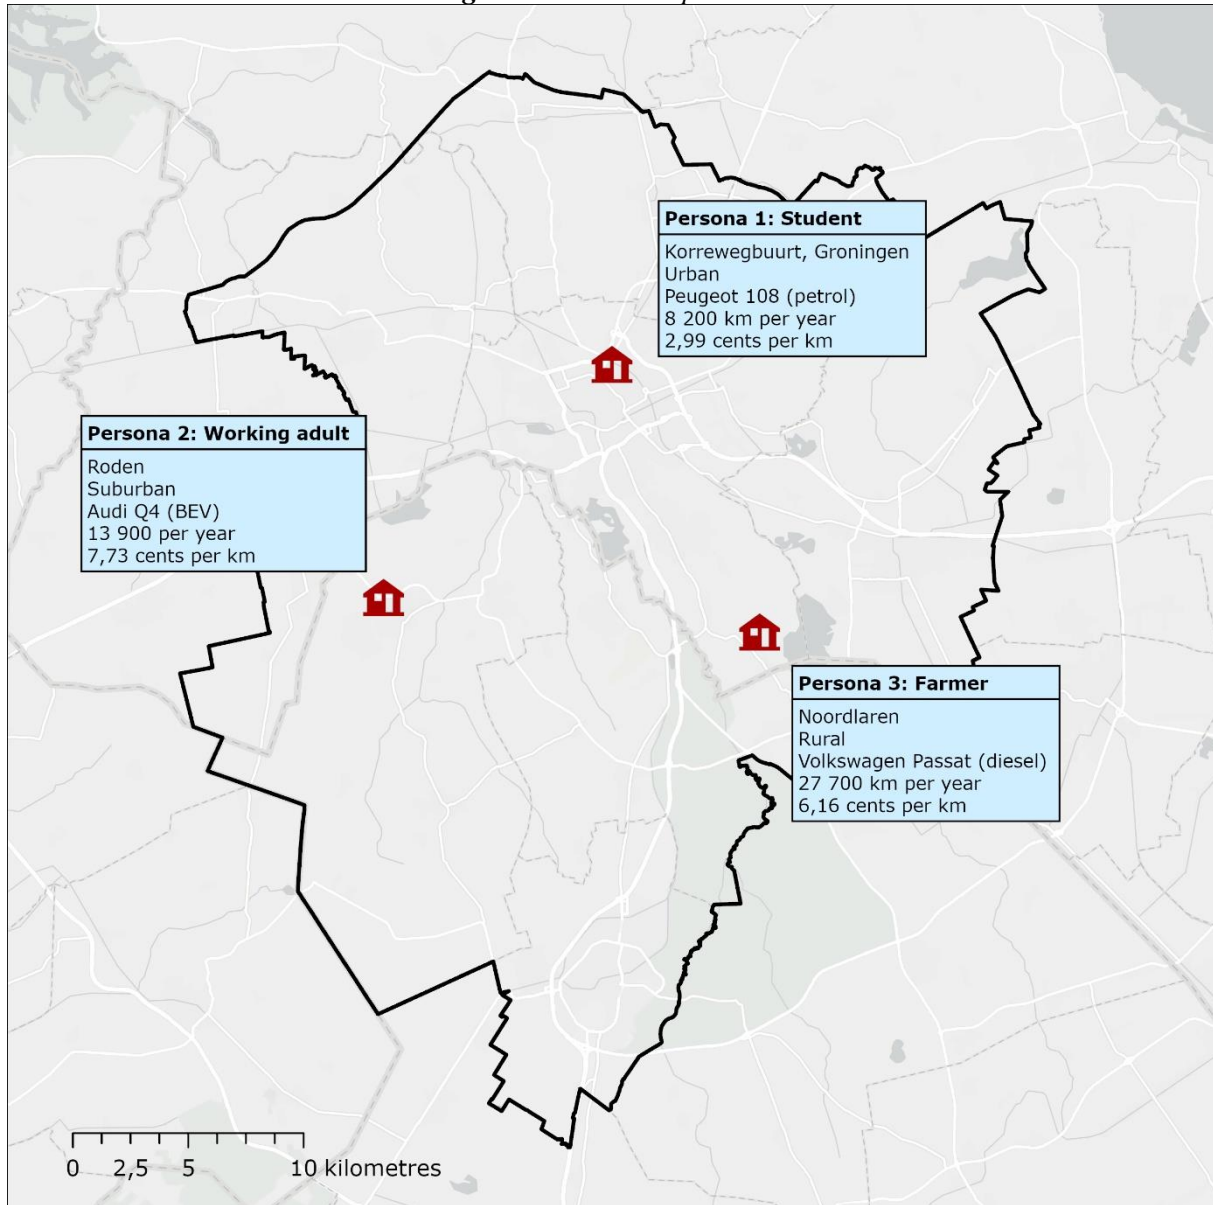 Persona 1: Student
Korrewegbuurt, Groningen
Urban
Peugeot 108 (petrol)
8 200 km per year
2,99 cents per km
Persona 2: Working adult
Roden
Suburban
Audi Q4 (BEV)
13 900 per year
7,73 cents per km
Persona 3: Farmer
Noordlaren
Rural
Volkswagen Passat (diesel)
27 700 km per year
6,16 cents per km
0 2,5 5 10 kilometres